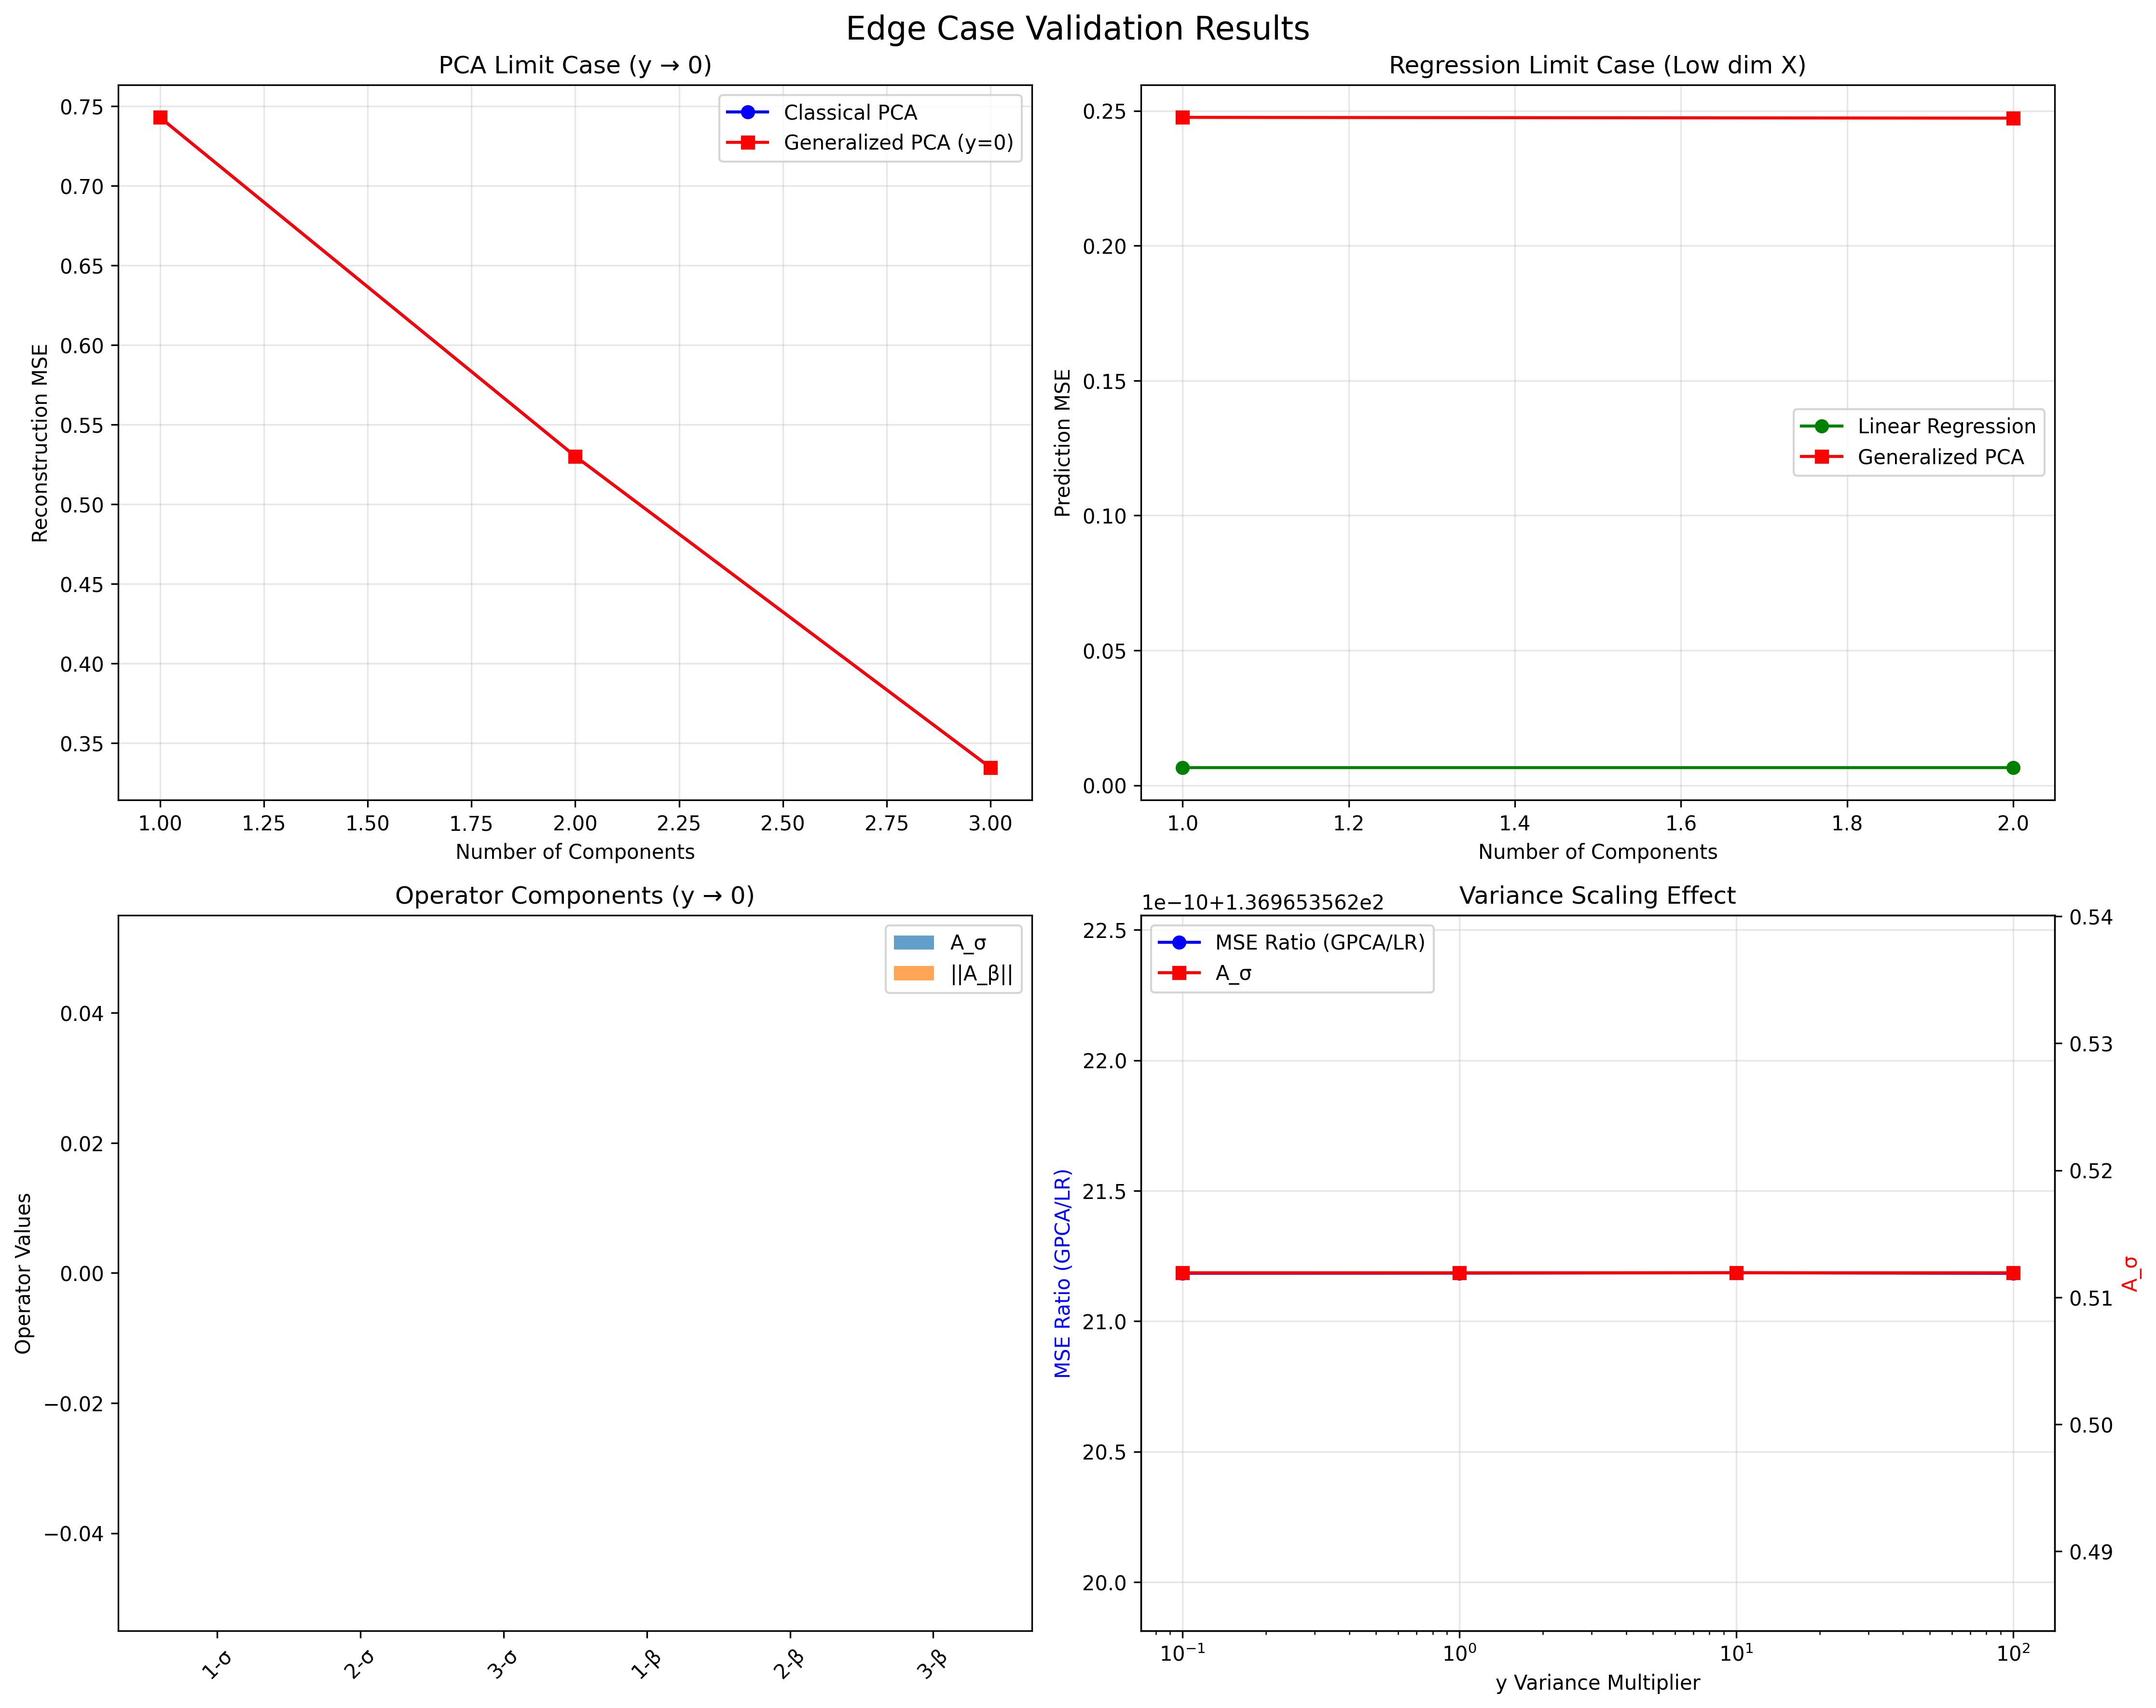 Edge Case Validation Results
PCA Limit Case (y → 0)
Reconstruction MSE
0.75
0.70
0.65
0.60
0.55
0.50
0.45
0.40
0.35
Classical PCA
Generalized PCA (y=0)
1.00 1.25 1.50 1.75 2.00 2.25 2.50 2.75 3.00
Number of Components
Regression Limit Case (Low dim X)
Prediction MSE
0.25
0.20
0.15
0.10
0.05
0.00
Linear Regression
Generalized PCA
1.0 1.2 1.4 1.6 1.8 2.0
Number of Components
Operator Components (y → 0)
Operator Values
0.04
0.02
0.00
−0.02
−0.04
A_σ
||A_β||
1-σ 2-σ 3-σ 1-β 2-β 3-β
Variance Scaling Effect
1e−10+1.369653562e2
MSE Ratio (GPCA/LR)
22.5
22.0
21.5
21.0
20.5
20.0
MSE Ratio (GPCA/LR)
A_σ
0.54
0.53
0.52
0.51
0.50
0.49
A_σ
10⁻¹ 10⁰ 10¹ 10²
y Variance Multiplier